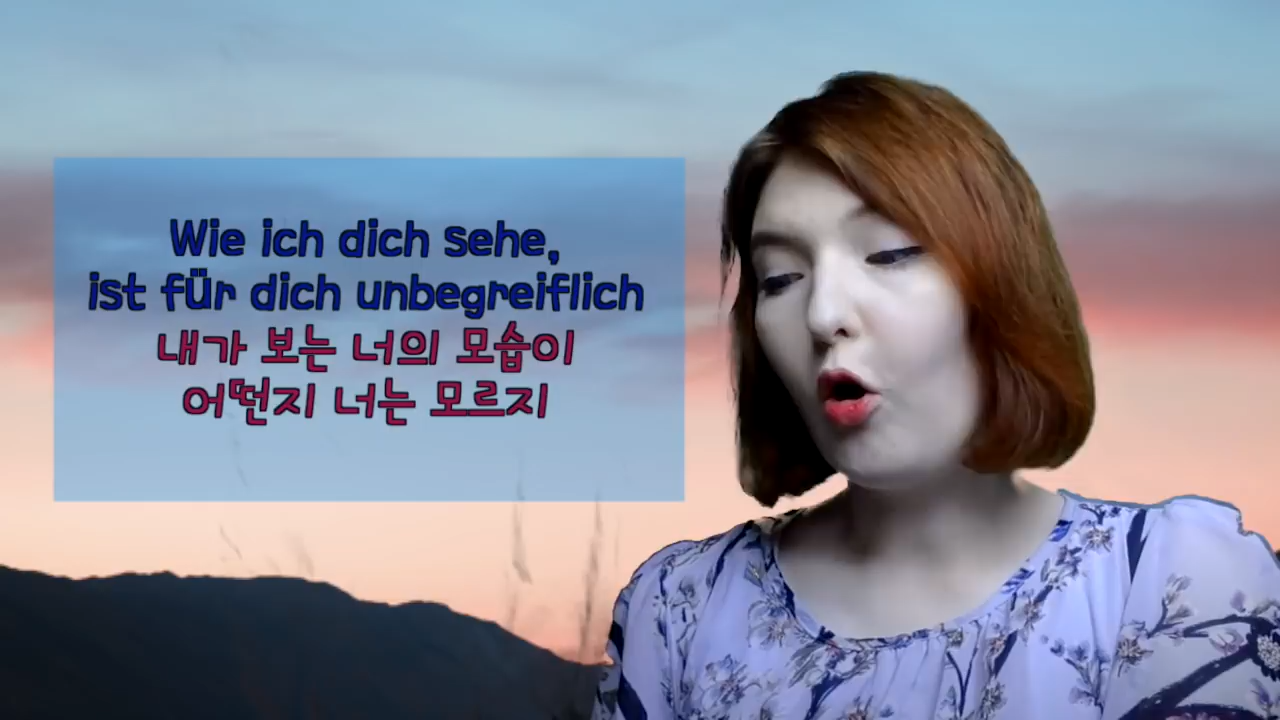 Wie ich dich sehe,
ist für dich unbegreiflich
내가 보는 너의 모습이
어떤지 너는 모르지